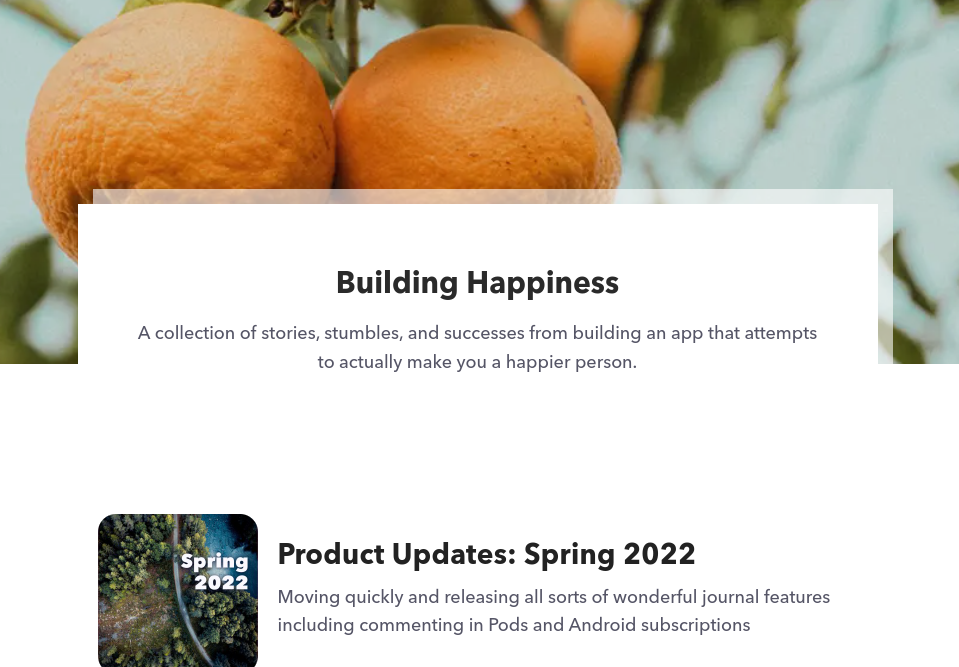 Building Happiness
A collection of stories, stumbles, and successes from building an app that attempts
to actually make you a happier person.
Spring
2022
Product Updates: Spring 2022
Moving quickly and releasing all sorts of wonderful journal features
including commenting in Pods and Android subscriptions